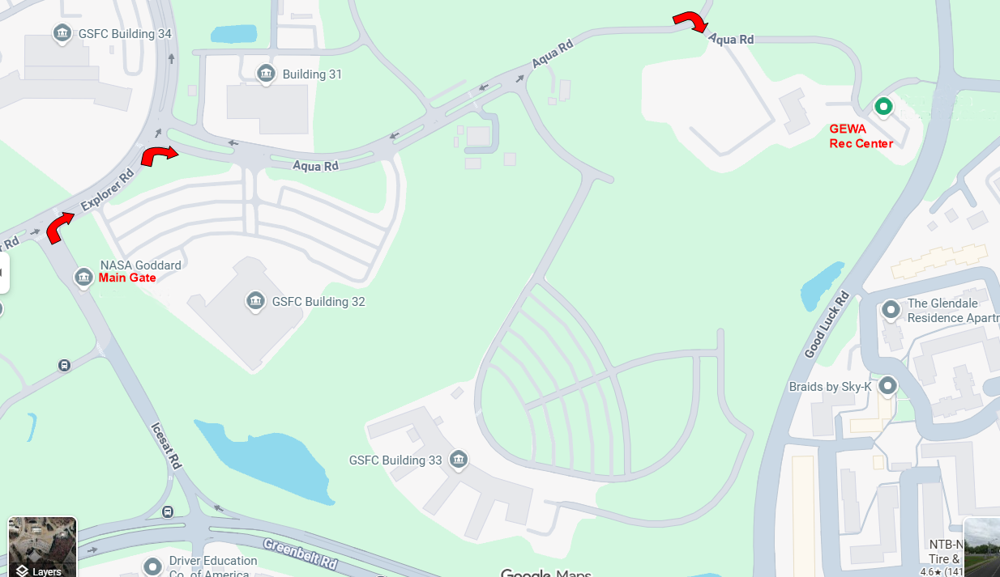 GSFC Building 34
Building 31
Aqua Rd
Aqua Rd
GEWA
Rec Center
Aqua Rd
Explorer Rd
r Rd
NASA Goddard
Main Gate
GSFC Building 32
Good Luck Rd
The Glendale
Residence Apartr
Braids by Sky-K
Icesat Rd
GSFC Building 33
Greenbelt Rd
Driver Education
Co. of America
Layers
Google Maps
NTB-N
Tire &
4.6★ (141